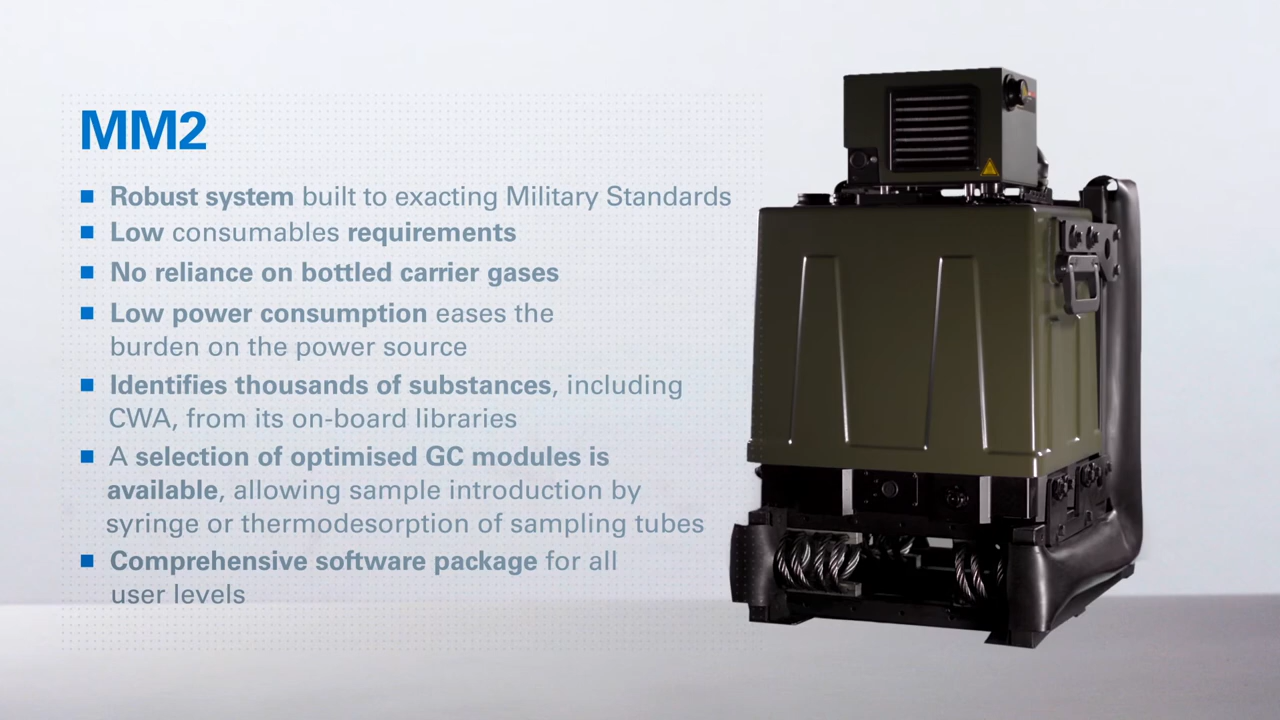 MM2
Robust system built to exacting Military Standards
Low consumables requirements
No reliance on bottled carrier gases
Low power consumption eases the
burden on the power source
Identifies thousands of substances, including
CWA, from its on-board libraries
A selection of optimised GC modules is
available, allowing sample introduction by
syringe or thermodesorption of sampling tubes
Comprehensive software package for all
user levels